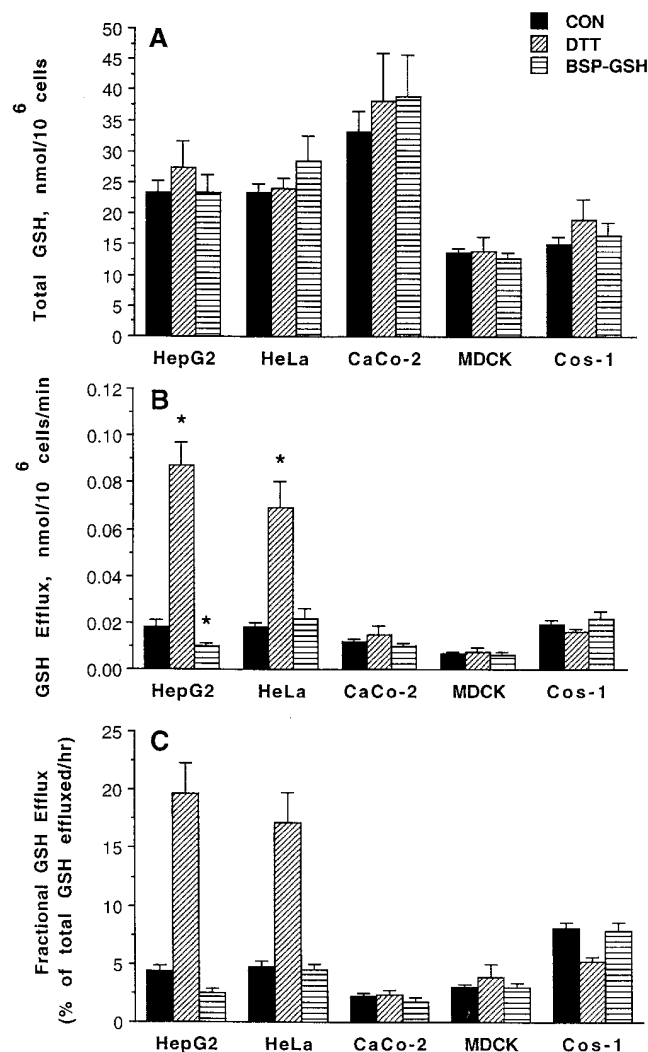 A
CON
DTT
BSP-GSH
Total GSH, nmol/10^6 cells
50
45
40
35
30
25
20
15
10
5
0
HepG2 HeLa CaCo-2 MDCK Cos-1
B
GSH Efflux, nmol/10^6 cells/min
0.12
0.10
0.08
0.06
0.04
0.02
0.00
* * *
HepG2 HeLa CaCo-2 MDCK Cos-1
C
Fractional GSH Efflux
(% of total GSH effluxed/hr)
25
20
15
10
5
0
HepG2 HeLa CaCo-2 MDCK Cos-1